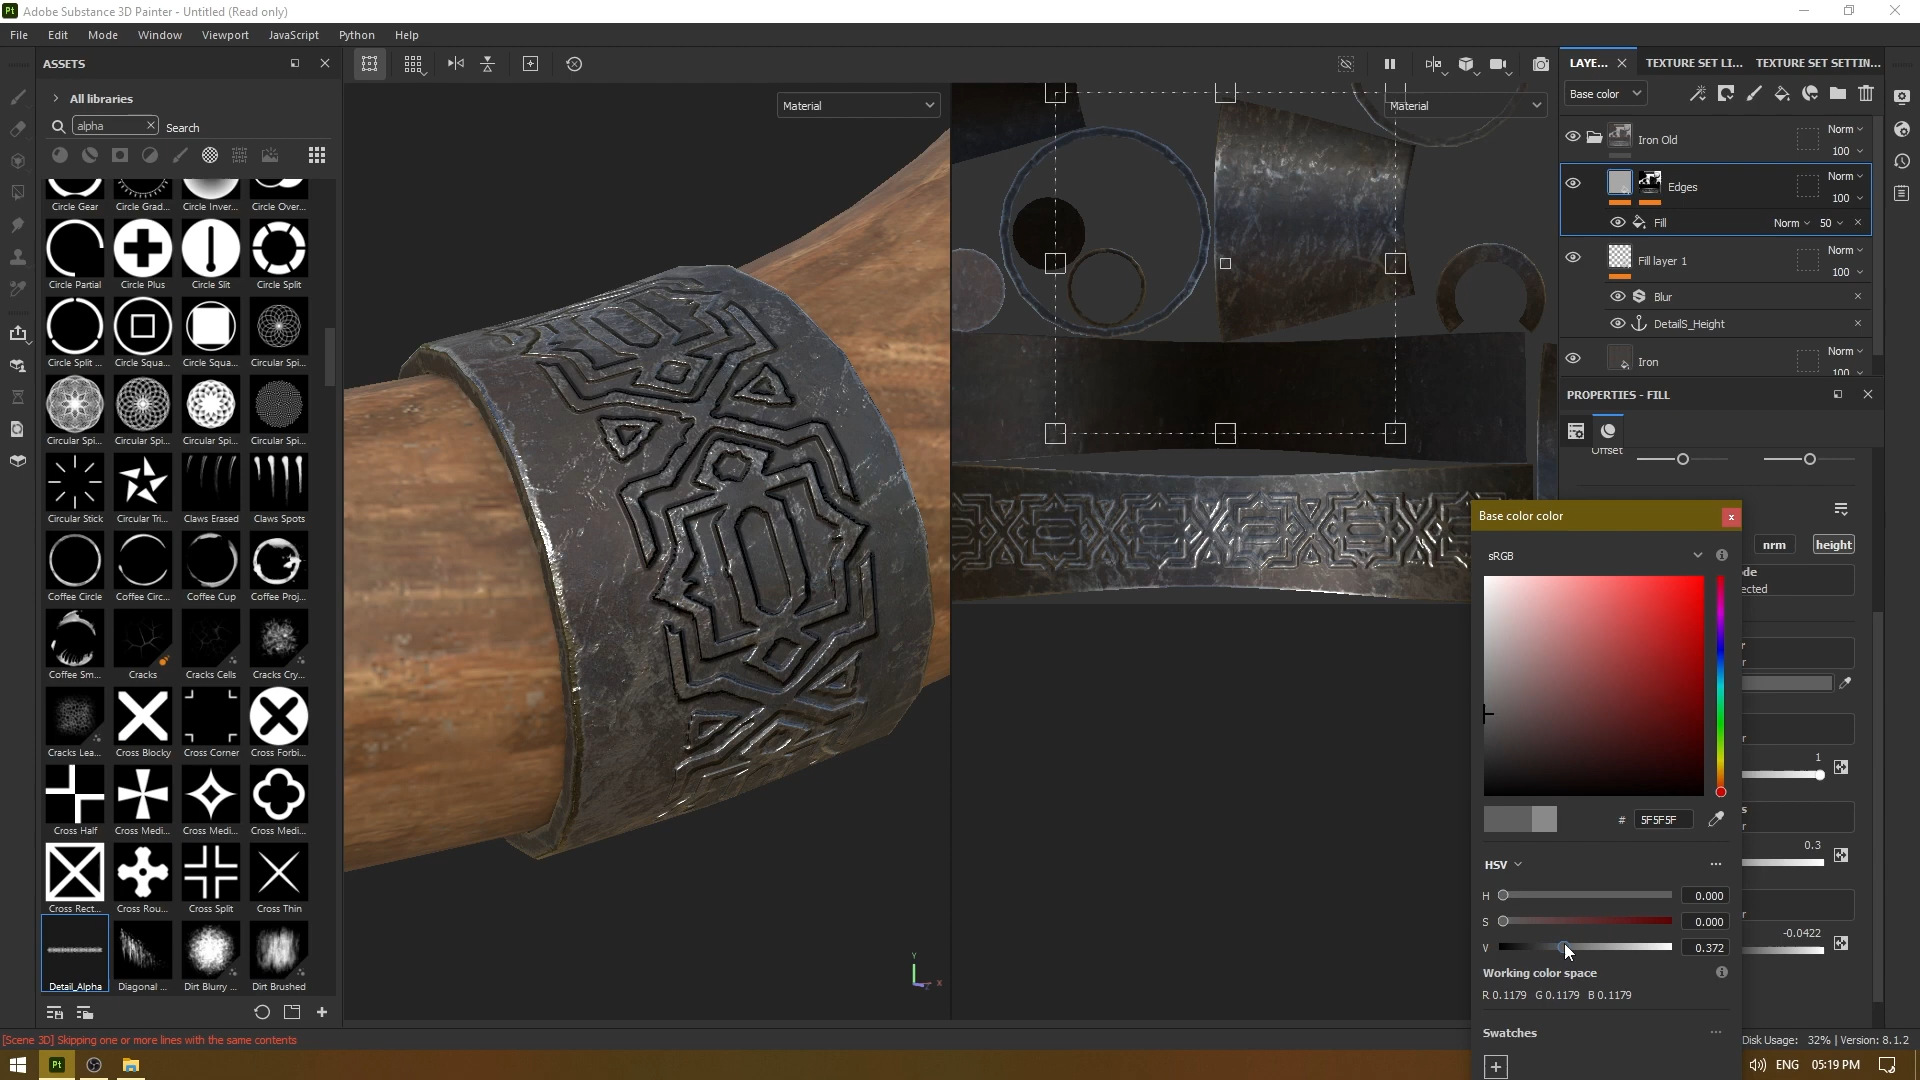 Pt Adobe Substance 3D Painter - Untitled (Read only)
File Edit Mode Window Viewport JavaScript Python Help
ASSETS
All libraries
alpha Search
Circle Gear Circle Grad... Circle Inver... Circle Over...
Circle Partial Circle Plus Circle Slit Circle Split
Circle Split ... Circle Squa... Circle Squa... Circular Spi...
Circular Spi... Circular Spi... Circular Spi... Circular Spi...
Circular Stick Circular Tri... Claws Erased Claws Spots
Coffee Circle Coffee Circ... Coffee Cup Coffee Proj...
Coffee Sm... Cracks Cracks Cells Cracks Cry...
Cracks Lea... Cross Blocky Cross Corner Cross Forbi...
Cross Half Cross Medi... Cross Medi... Cross Medi...
Cross Rect... Cross Rou... Cross Split Cross Thin
Detail_Alpha Diagonal ... Dirt Blurry ... Dirt Brushed
Material
Y
X
Material
LAYE... TEXTURE SET LI... TEXTURE SET SETTIN...
Base color
Iron Old Norm 100
Edges Norm 100
Fill Norm 50
Fill layer 1 Norm 100
Blur
DetailS_Height
Iron Norm 100
PROPERTIES - FILL
Offset
nrm height
de
ected
r
r
r
1
s
r
0.3
r
-0.0422
Base color color x
sRGB
# 5F5F5F
HSV
H 0.000
S 0.000
V 0.372
Working color space
R 0.1179 G 0.1179 B 0.1179
Swatches
[Scene 3D] Skipping one or more lines with the same contents
Disk Usage: 32% | Version: 8.1.2
Pt
ENG 05:19 PM